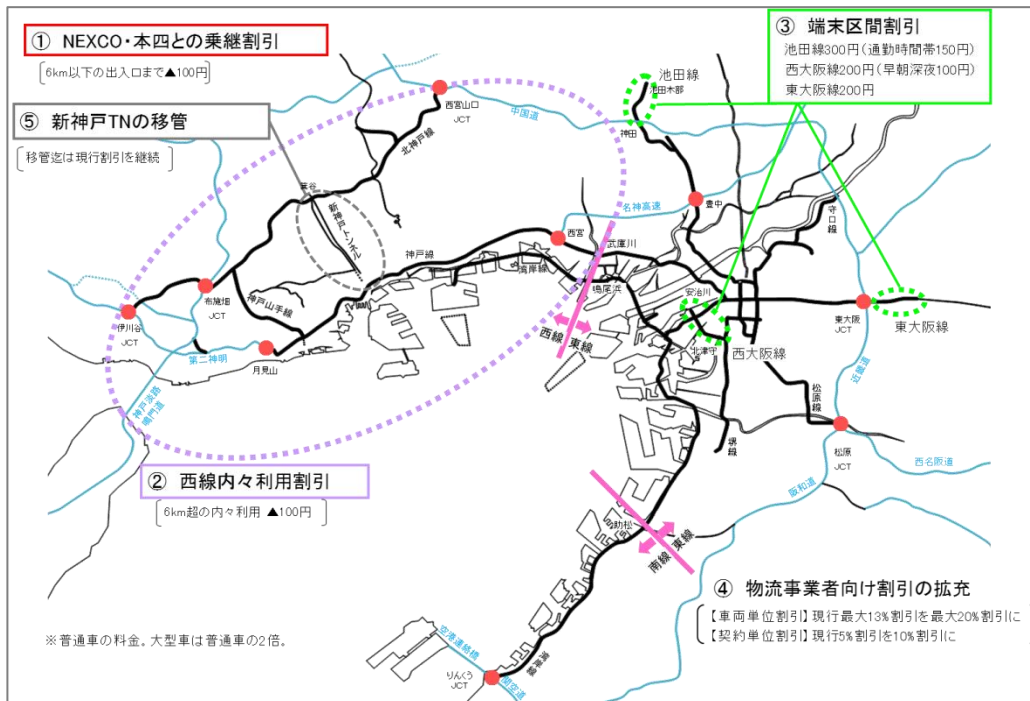 ① NEXCO・本四との乗継割引
6km以下の出入口まで▲100円
⑤ 新神戸TNの移管
移管迄は現行割引を継続
③ 端末区間割引
池田線300円(通勤時間帯150円)
西大阪線200円(早朝深夜100円)
東大阪線200円
池田線
池田木部
西宮山口
JCT
中国道
神田
北神戸線
箕谷
新神戸トンネル
名神高速
豊中
守口線
西宮
武庫川
神戸線
湾岸線
鳴尾浜
安治川
布施畑
JCT
神戸山手線
伊川谷
JCT
第二神明
月見山
西線
東線
北津守
西大阪線
東大阪
JCT
東大阪線
近畿道
神戸淡路
鳴門道
松原線
堺線
松原
JCT
西名阪道
阪和道
② 西線内々利用割引
6km超の内々利用 ▲100円
助松
南線
東線
④ 物流事業者向け割引の拡充
【車両単位割引】現行最大13%割引を最大20%割引に
【契約単位割引】現行5%割引を10%割引に
※普通車の料金。大型車は普通車の2倍。
空港連絡橋
りんくう
JCT
関空道
湾岸線